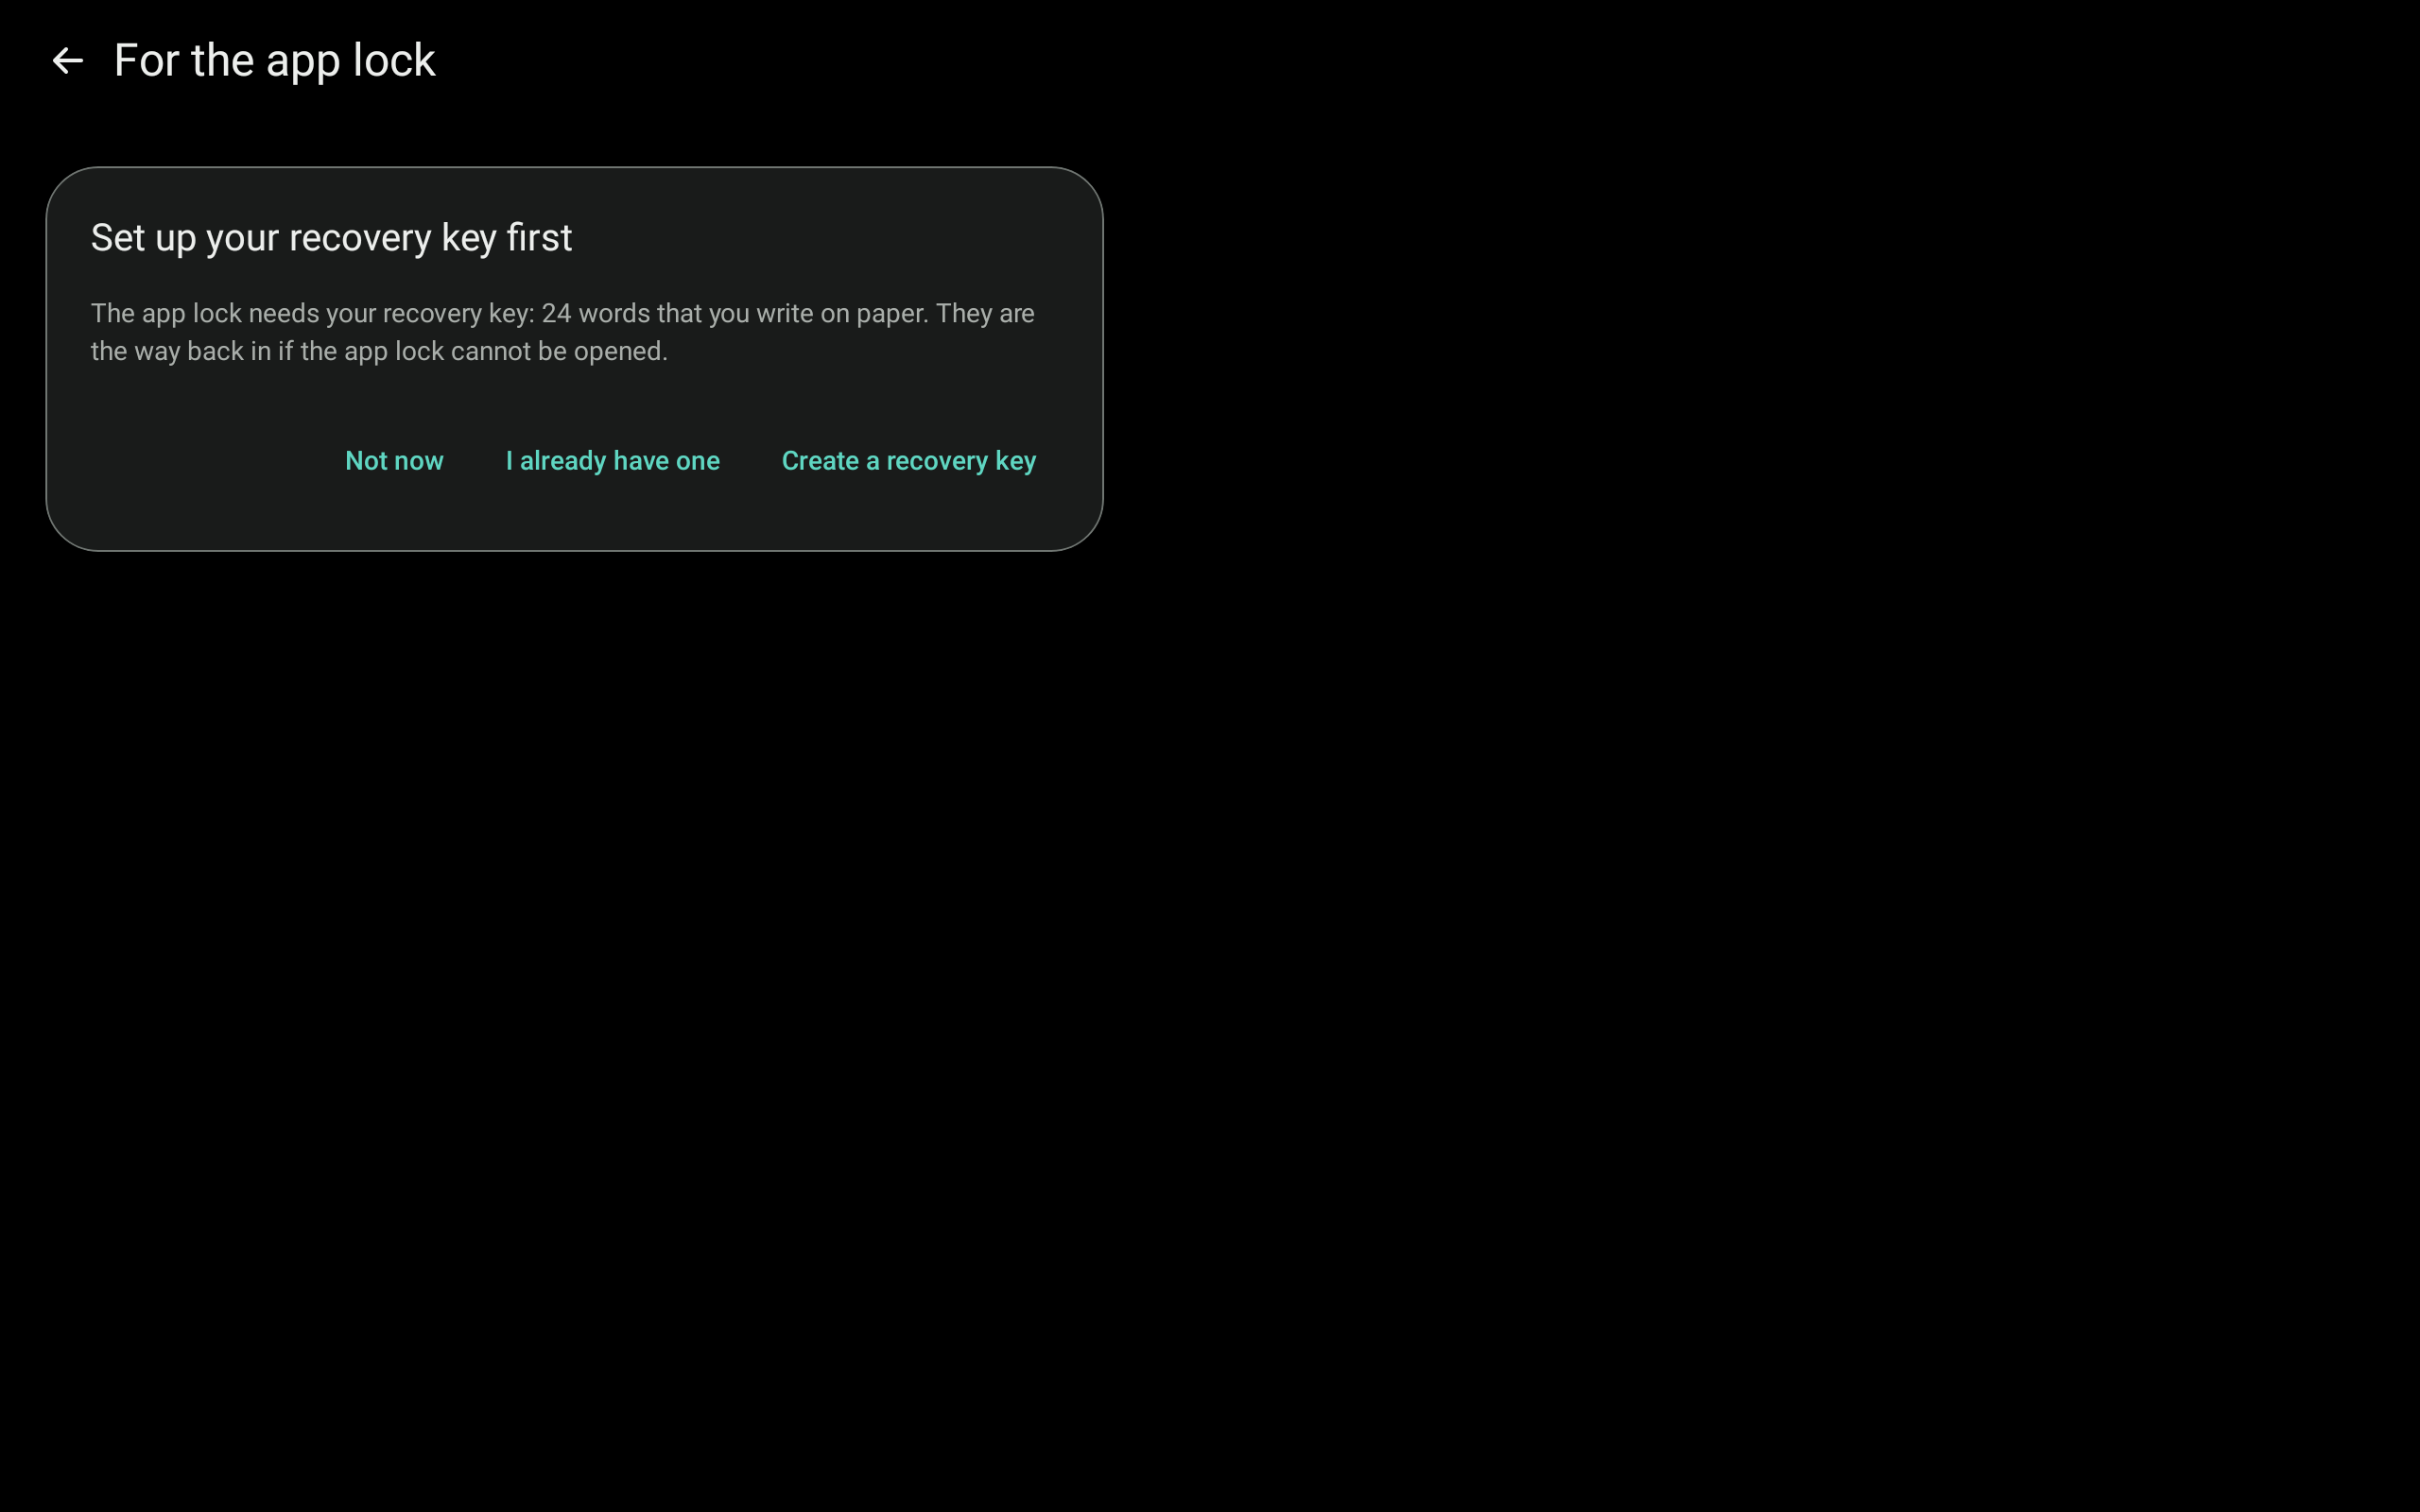 For the app lock
Set up your recovery key first
The app lock needs your recovery key: 24 words that you write on paper. They are
the way back in if the app lock cannot be opened.
Not now
I already have one
Create a recovery key